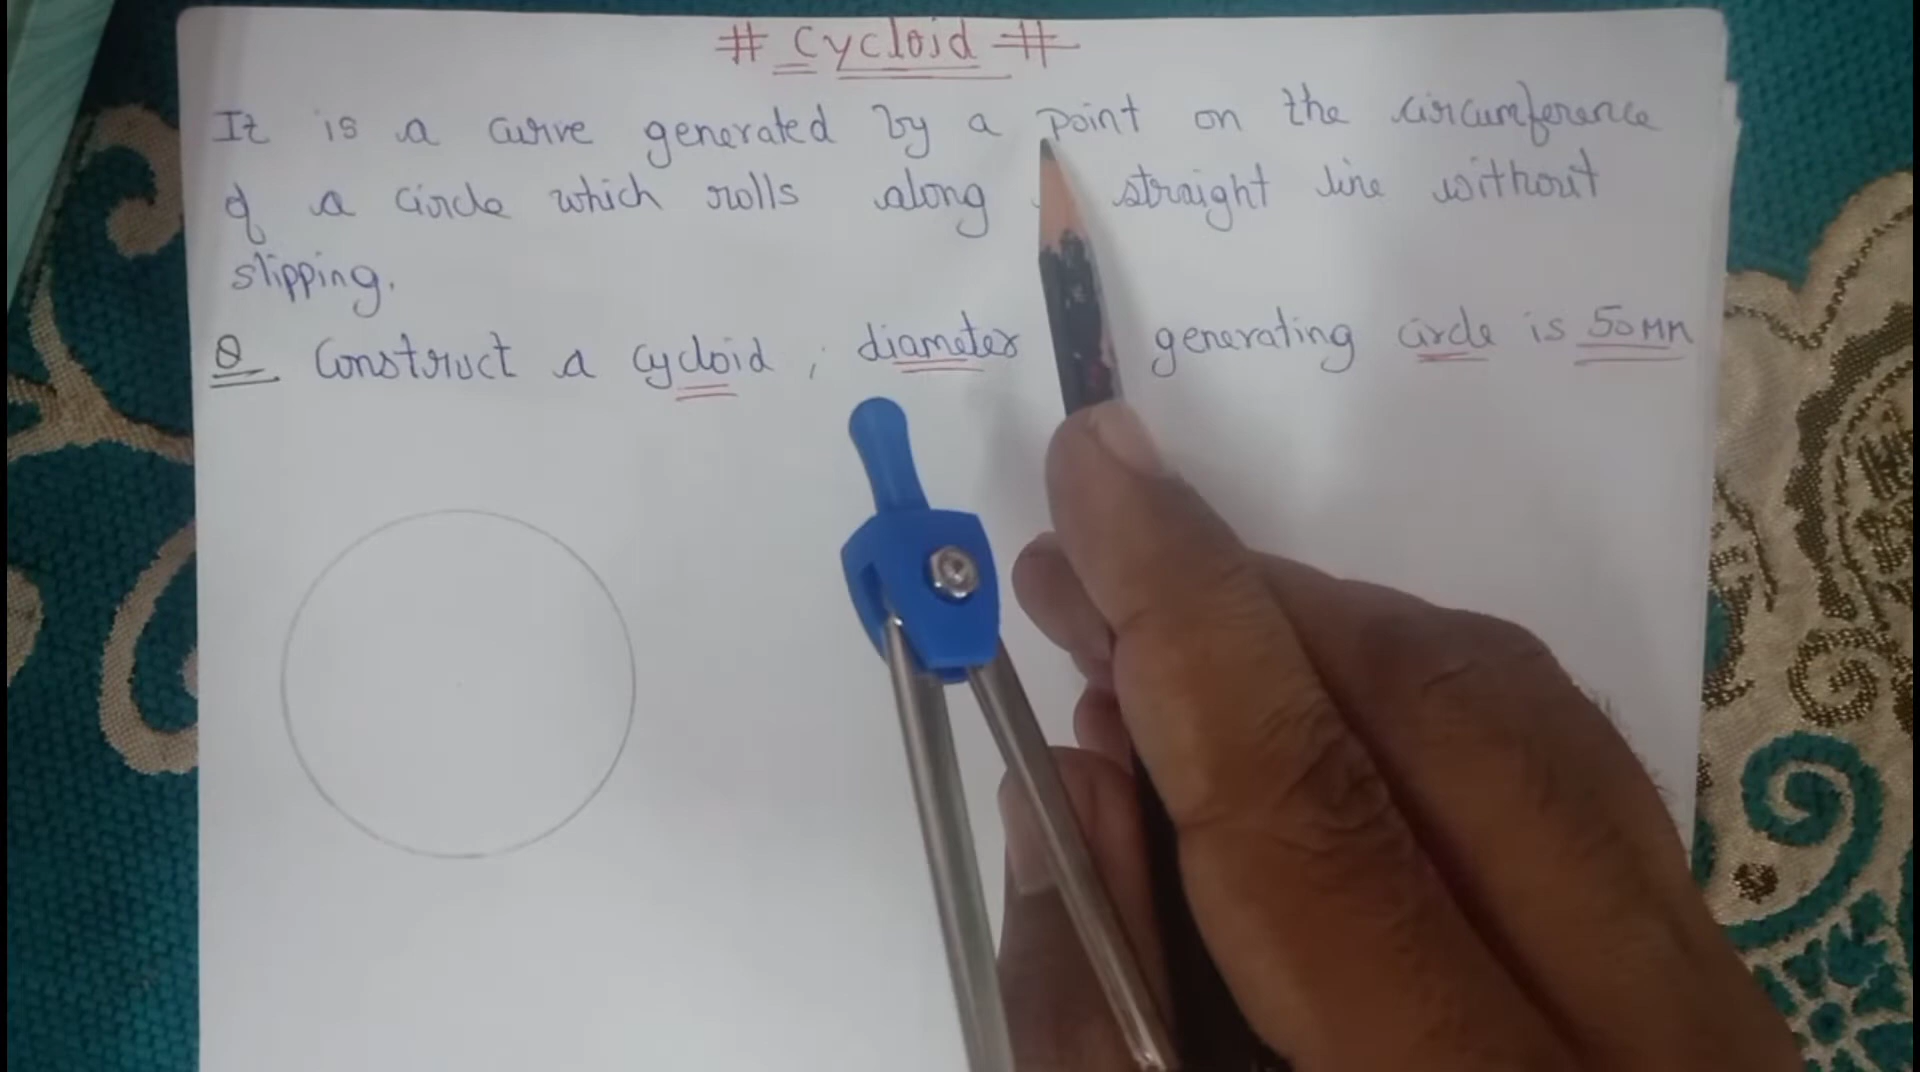 # Cycloid #
It is a curve generated by a point on the circumference
of a circle which rolls along straight line without
slipping.
Q Construct a cycloid, diameter generating circle is 50mm